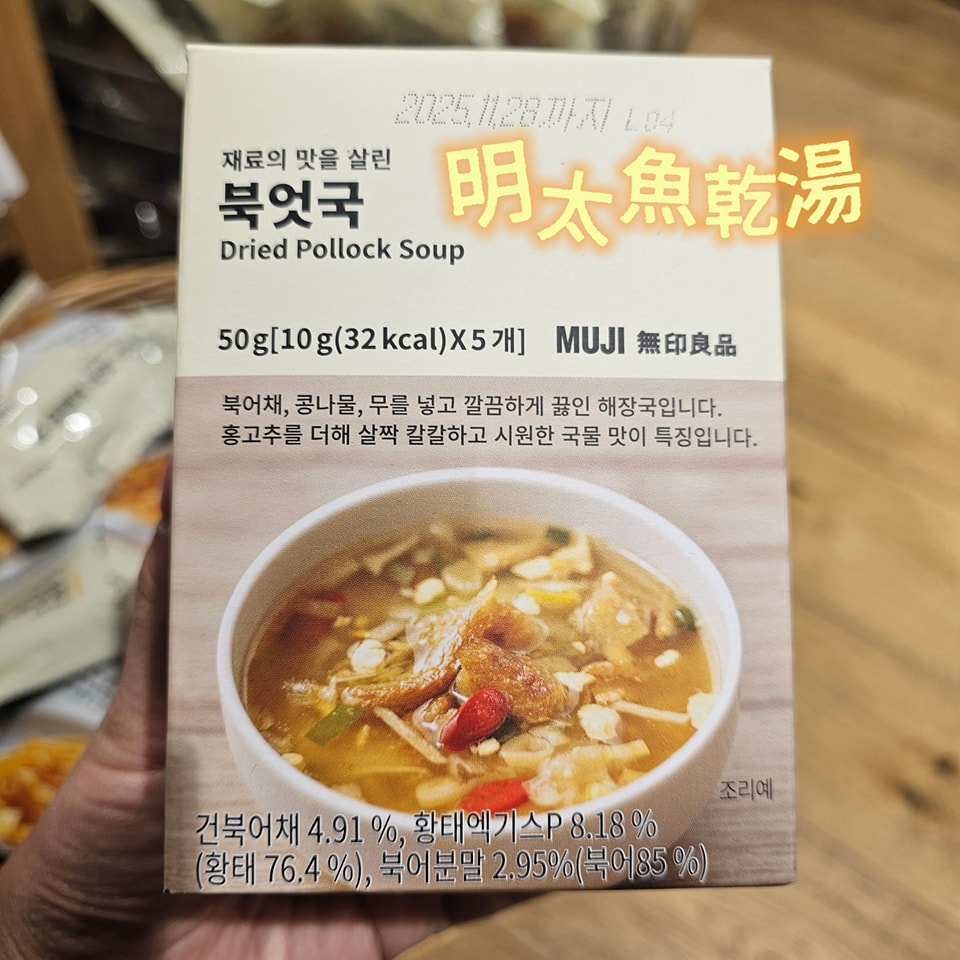 2025.11.28.까지 L04
재료의 맛을 살린
明太魚乾湯
북엇국
Dried Pollock Soup
50g[10g(32kcal)X5개] MUJI 無印良品
북어채, 콩나물, 무를 넣고 깔끔하게 끓인 해장국입니다.
홍고추를 더해 살짝 칼칼하고 시원한 국물 맛이 특징입니다.
조리예
건북어채 4.91 %, 황태엑기스P 8.18 %
(황태 76.4 %), 북어분말 2.95%(북어85 %)